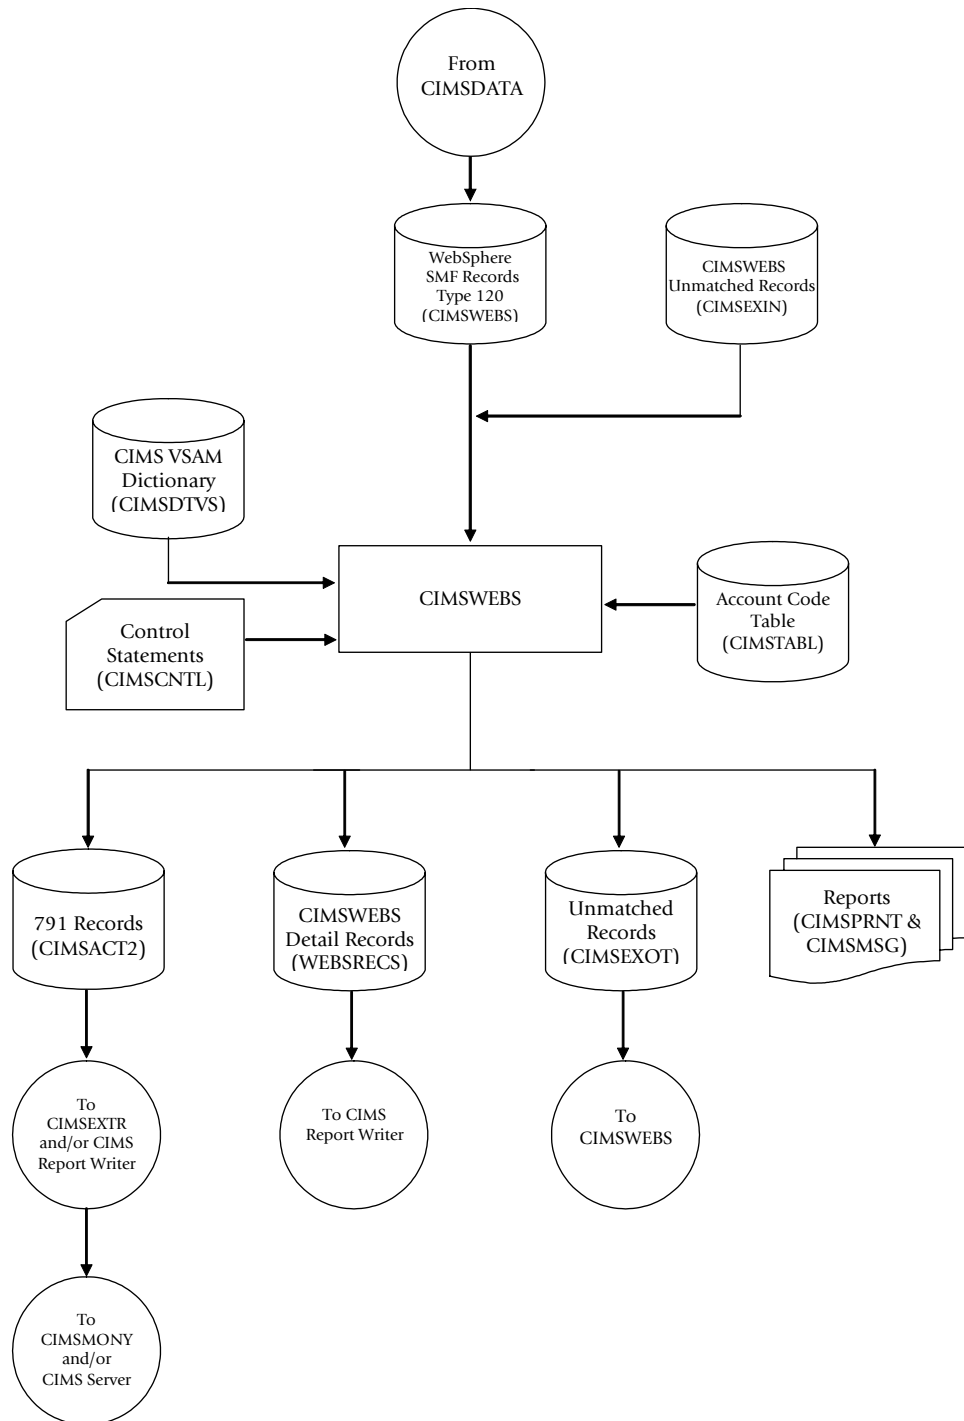 From
CIMSDATA
WebSphere
SMF Records
Type 120
(CIMSWEBS)
CIMSWEBS
Unmatched Records
(CIMSEXIN)
CIMS VSAM
Dictionary
(CIMSDTVS)
CIMSWEBS
Account Code
Table
(CIMSTABL)
Control
Statements
(CIMSCNTL)
791 Records
(CIMSACT2)
CIMSWEBS
Detail Records
(WEBSRECS)
Unmatched
Records
(CIMSEXOT)
Reports
(CIMSPRNT &
CIMSMSG)
To
CIMSEXTR
and/or CIMS
Report Writer
To CIMS
Report Writer
To
CIMSWEBS
To
CIMSMONY
and/or
CIMS Server